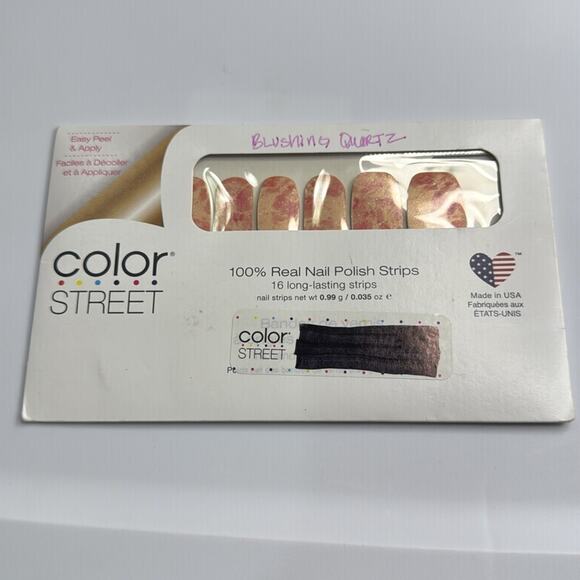 Easy Peel
& Apply
Faciles à Décoller
et à Appliquer
Blushing Quartz
color®
STREET
100% Real Nail Polish Strips
16 long-lasting strips
nail strips net wt 0.99 g / 0.035 oz e
Made in USA
Fabriquées aux
ÉTATS-UNIS
TM
color®
STREET